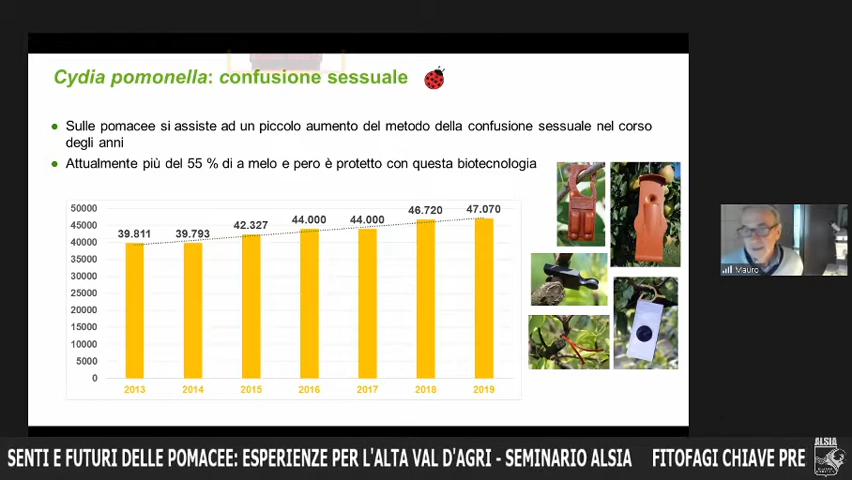 Cydia pomonella: confusione sessuale
Sulle pomacee si assiste ad un piccolo aumento del metodo della confusione sessuale nel corso
degli anni
Attualmente più del 55 % di a melo e pero è protetto con questa biotecnologia
50000
45000
40000
35000
30000
25000
20000
15000
10000
5000
0
39.811
39.793
42.327
44.000
44.000
46.720
47.070
2013 2014 2015 2016 2017 2018 2019
Mauro
SENTI E FUTURI DELLE POMACEE: ESPERIENZE PER L'ALTA VAL D'AGRI - SEMINARIO ALSIA FITOFAGI CHIAVE PRE
ALSIA